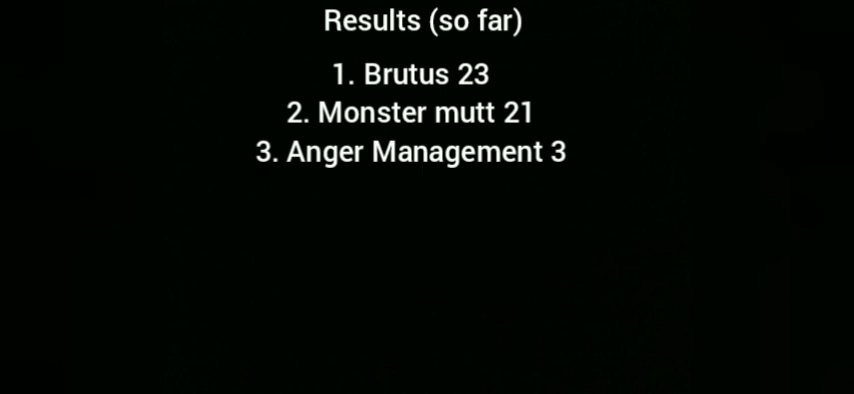 Results (so far)
1. Brutus 23
2. Monster mutt 21
3. Anger Management 3